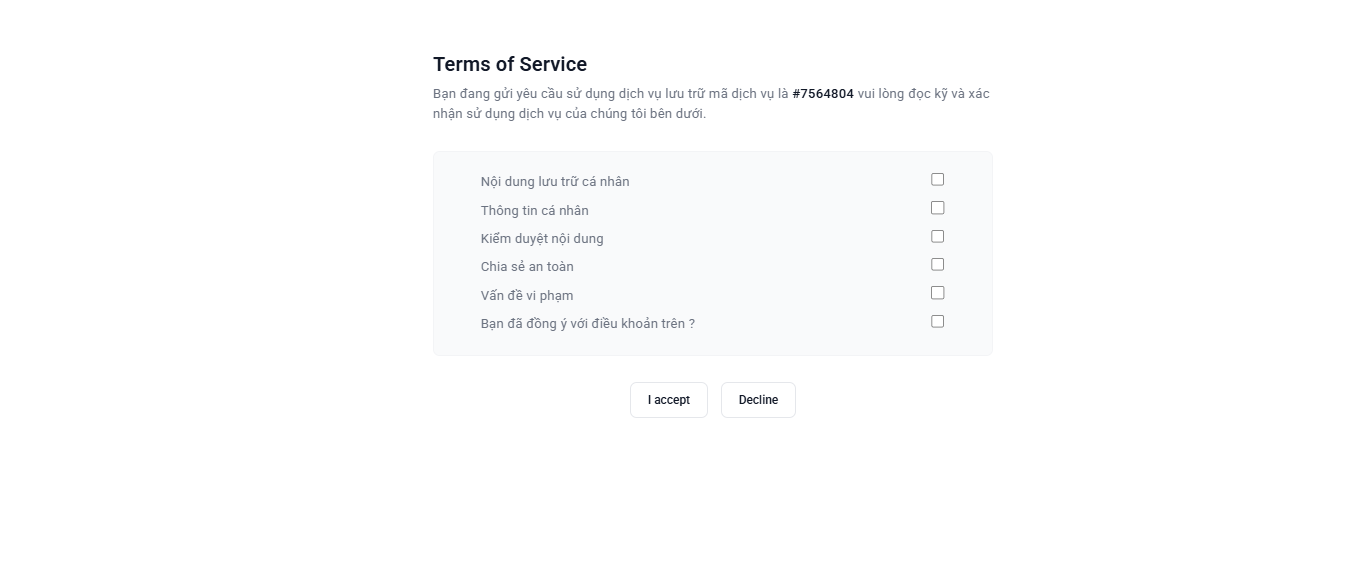 Terms of Service
Bạn đang gửi yêu cầu sử dụng dịch vụ lưu trữ mã dịch vụ là #7564804 vui lòng đọc kỹ và xác
nhận sử dụng dịch vụ của chúng tôi bên dưới.
Nội dung lưu trữ cá nhân
Thông tin cá nhân
Kiểm duyệt nội dung
Chia sẻ an toàn
Vấn đề vi phạm
Bạn đã đồng ý với điều khoản trên ?
I accept Decline